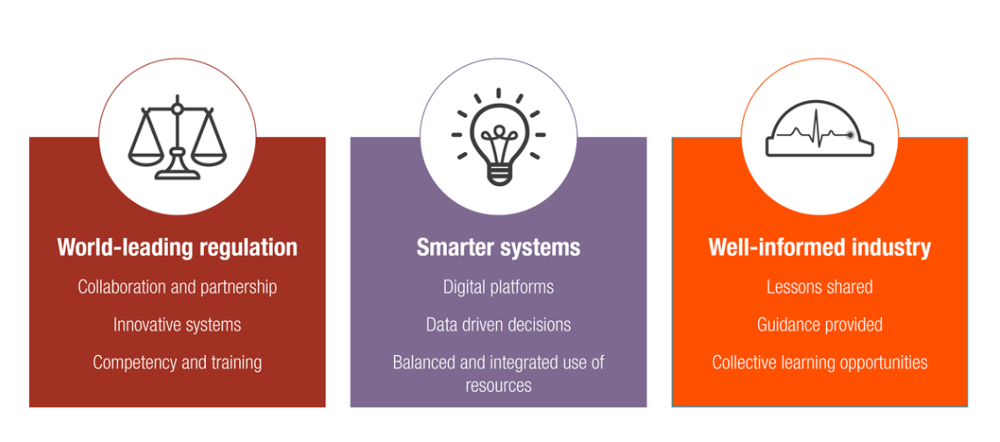 World-leading regulation
Collaboration and partnership
Innovative systems
Competency and training
Smarter systems
Digital platforms
Data driven decisions
Balanced and integrated use of
resources
Well-informed industry
Lessons shared
Guidance provided
Collective learning opportunities